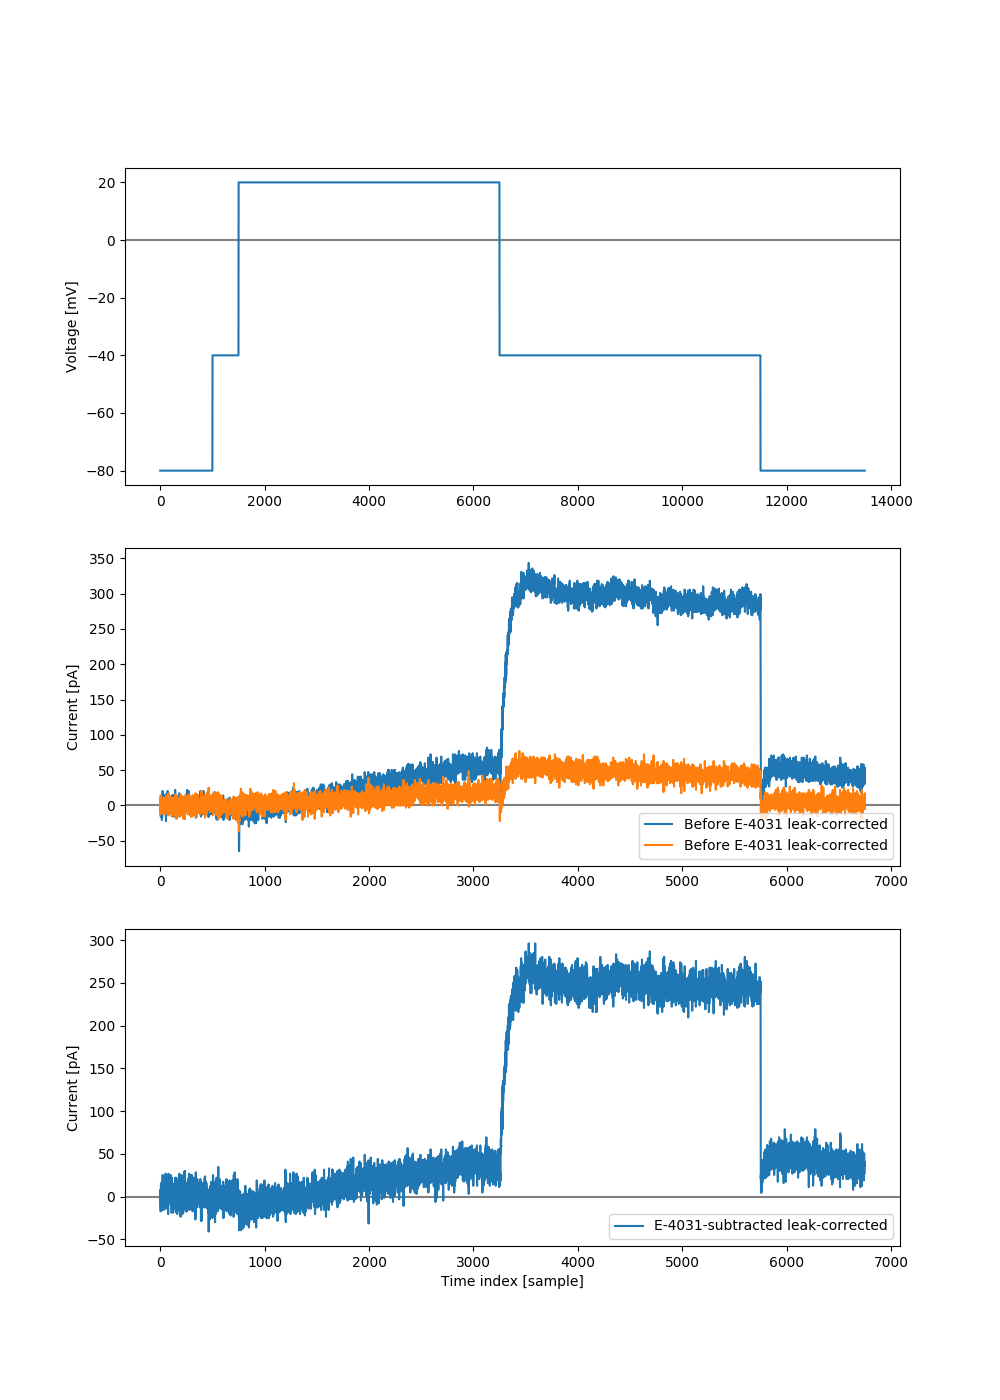 20
0
−20
−40
−60
−80
Voltage [mV]
0 2000 4000 6000 8000 10000 12000 14000
350
300
250
200
150
100
50
0
−50
Current [pA]
Before E-4031 leak-corrected
Before E-4031 leak-corrected
0 1000 2000 3000 4000 5000 6000 7000
300
250
200
150
100
50
0
−50
Current [pA]
E-4031-subtracted leak-corrected
0 1000 2000 3000 4000 5000 6000 7000
Time index [sample]